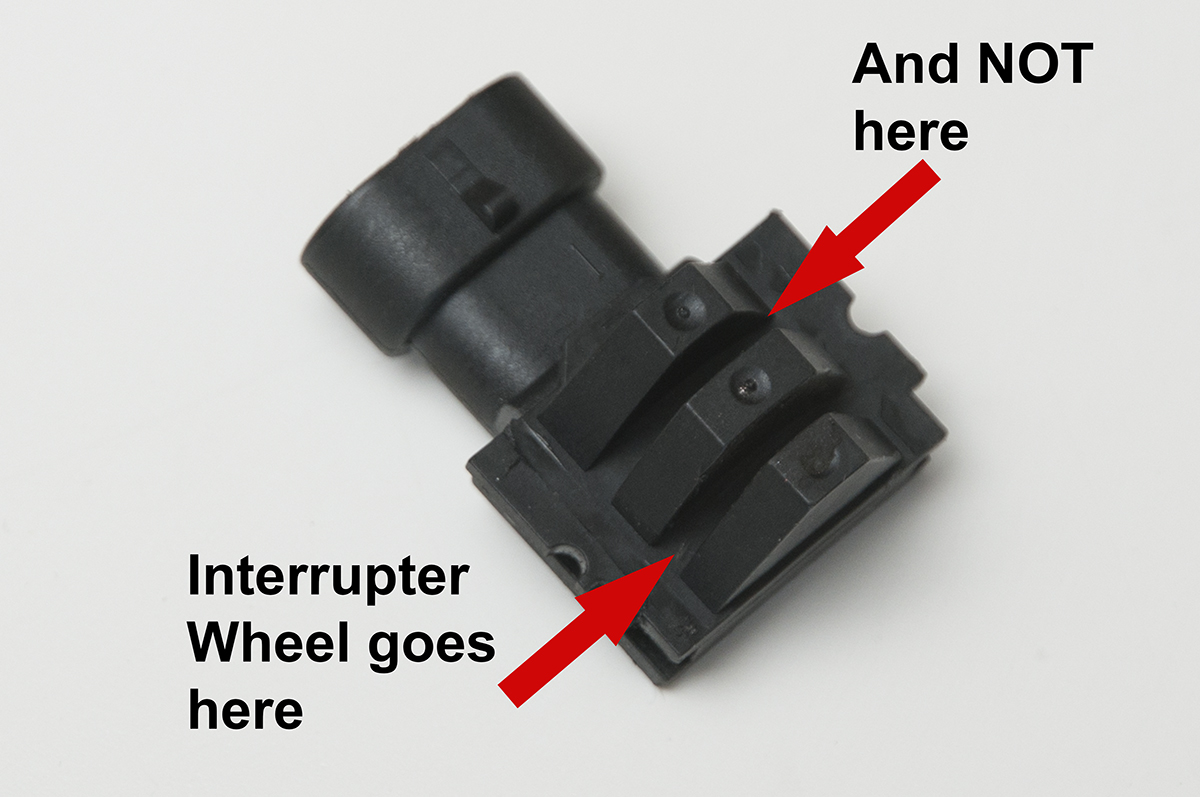 And NOT
here
Interrupter
Wheel goes
here